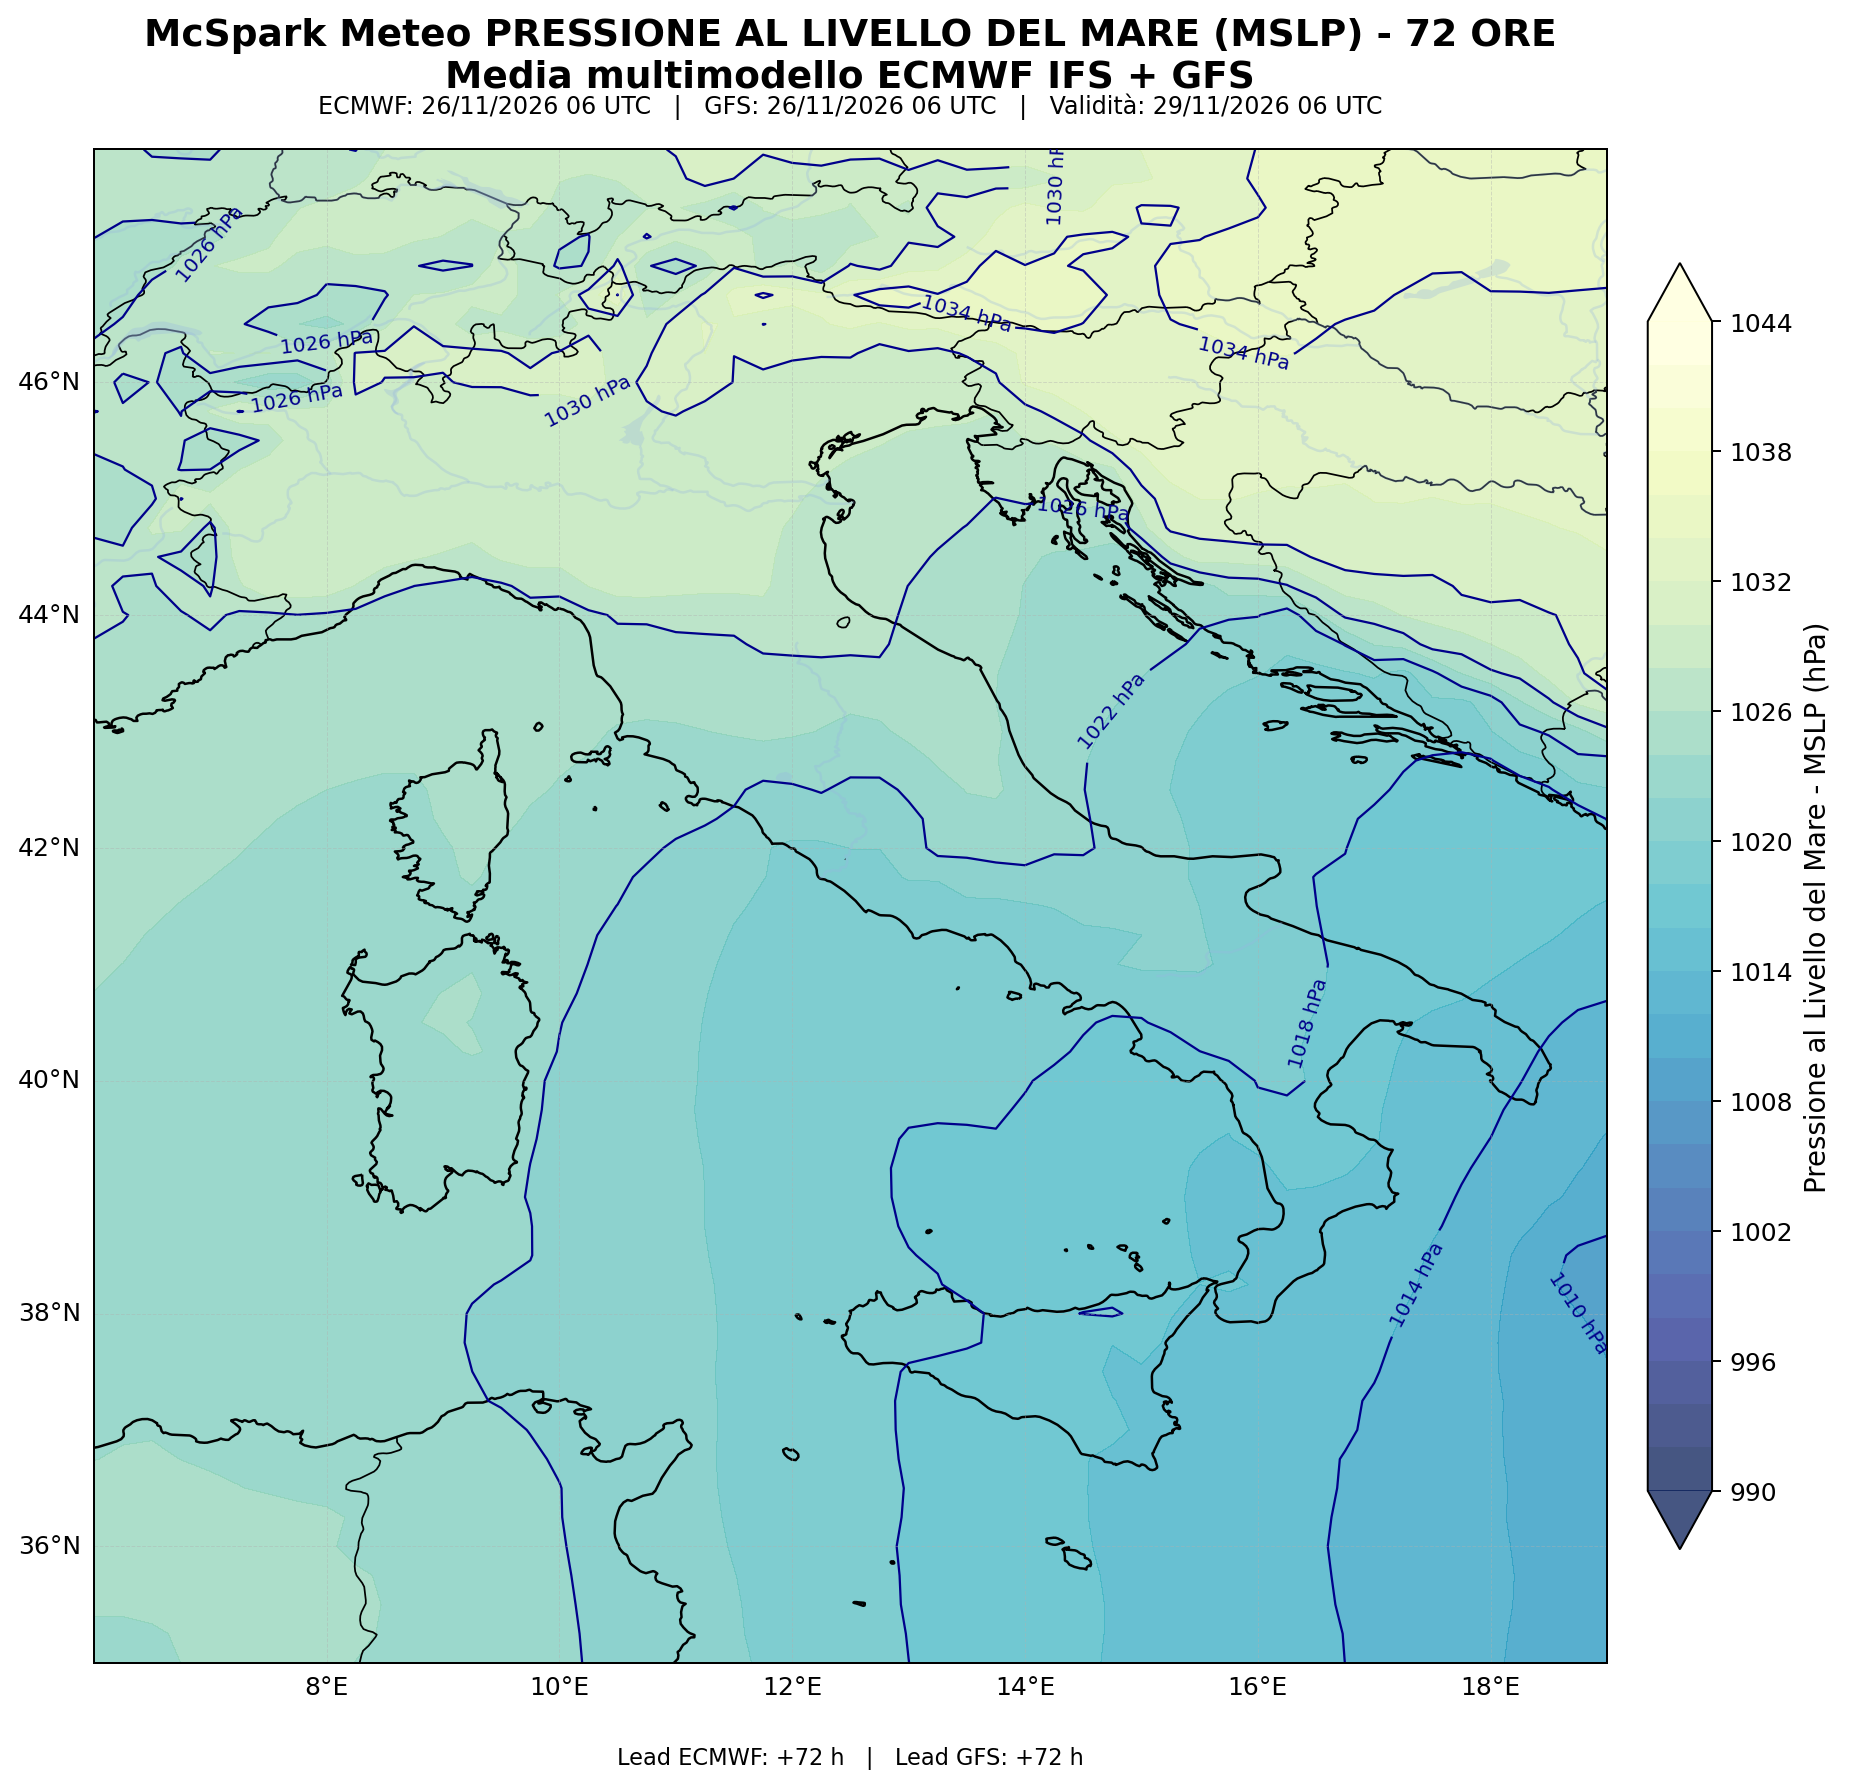 McSpark Meteo PRESSIONE AL LIVELLO DEL MARE (MSLP) - 72 ORE
Media multimodello ECMWF IFS + GFS
ECMWF: 26/11/2026 06 UTC | GFS: 26/11/2026 06 UTC | Validità: 29/11/2026 06 UTC
1030 hP
1026 hPa
1034 hPa
1026 hPa
1034 hPa
1026 hPa
1030 hPa
1026 hPa
1022 hPa
1018 hPa
1014 hPa
1010 hPa
46°N
44°N
42°N
40°N
38°N
36°N
8°E
10°E
12°E
14°E
16°E
18°E
1044
1038
1032
1026
1020
1014
1008
1002
996
990
Pressione al Livello del Mare - MSLP (hPa)
Lead ECMWF: +72 h | Lead GFS: +72 h